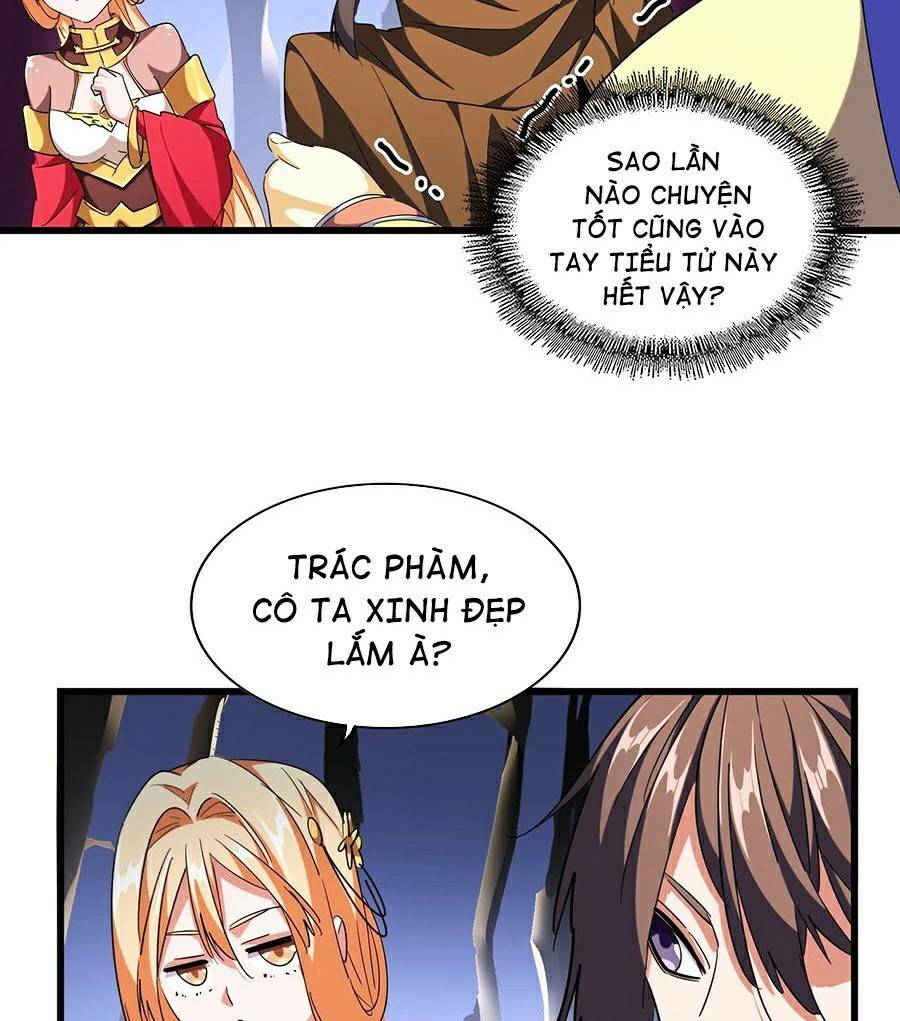 SAO LẦN
NÀO CHUYỆN
TỐT CŨNG VÀO
TAY TIỂU TỬ NÀY
HẾT VẬY?
TRÁC PHÀM,
CÔ TA XINH ĐẸP
LẮM À?